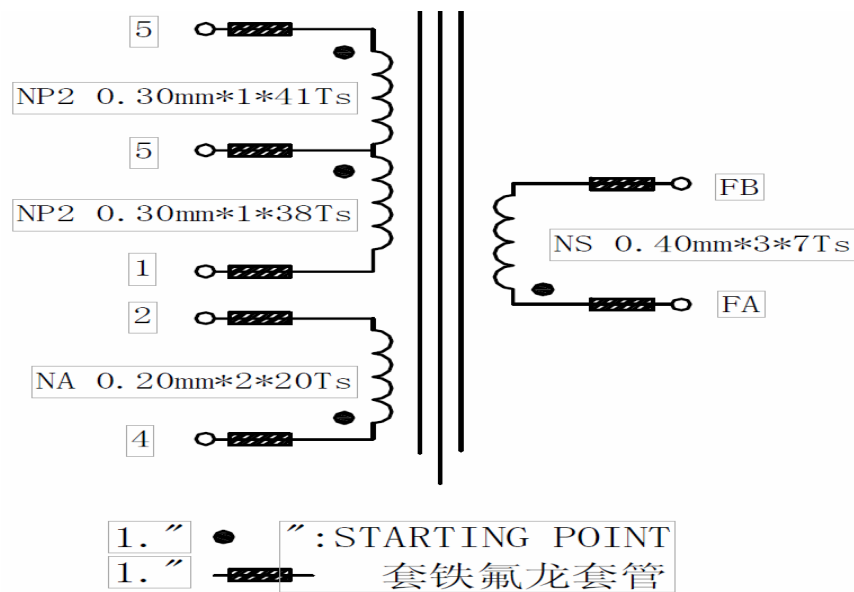 5
NP2 0.30mm*1*41Ts
5
NP2 0.30mm*1*38Ts
1
2
NA 0.20mm*2*20Ts
4
FB
NS 0.40mm*3*7Ts
FA
1.″ ″:STARTING POINT
1.″ 套铁氟龙套管